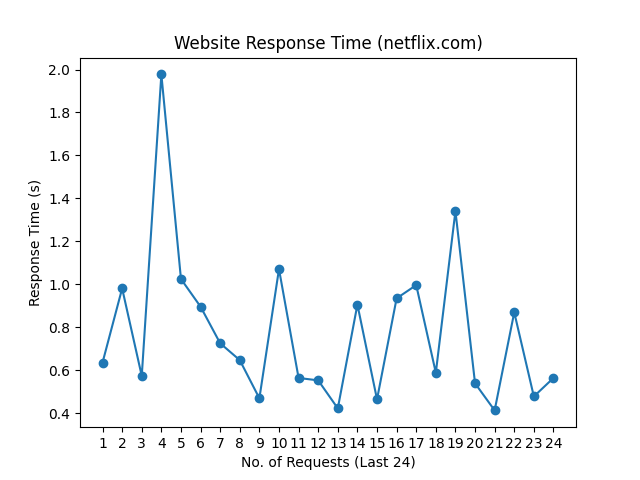 Website Response Time (netflix.com)
2.0
1.8
1.6
1.4
1.2
1.0
0.8
0.6
0.4
Response Time (s)
1 2 3 4 5 6 7 8 9 10 11 12 13 14 15 16 17 18 19 20 21 22 23 24
No. of Requests (Last 24)